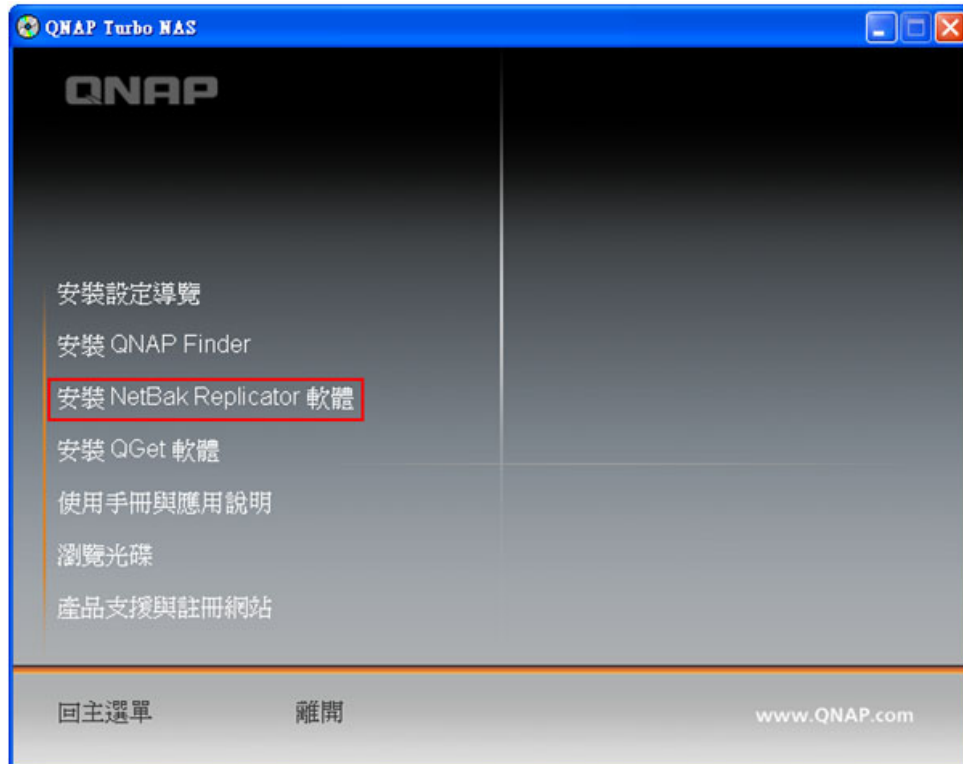 QNAP Turbo NAS
QNAP
安裝設定導覽
安裝 QNAP Finder
安裝 NetBak Replicator 軟體
安裝 QGet 軟體
使用手冊與應用說明
瀏覽光碟
產品支援與註冊網站
回主選單 離開 www.QNAP.com